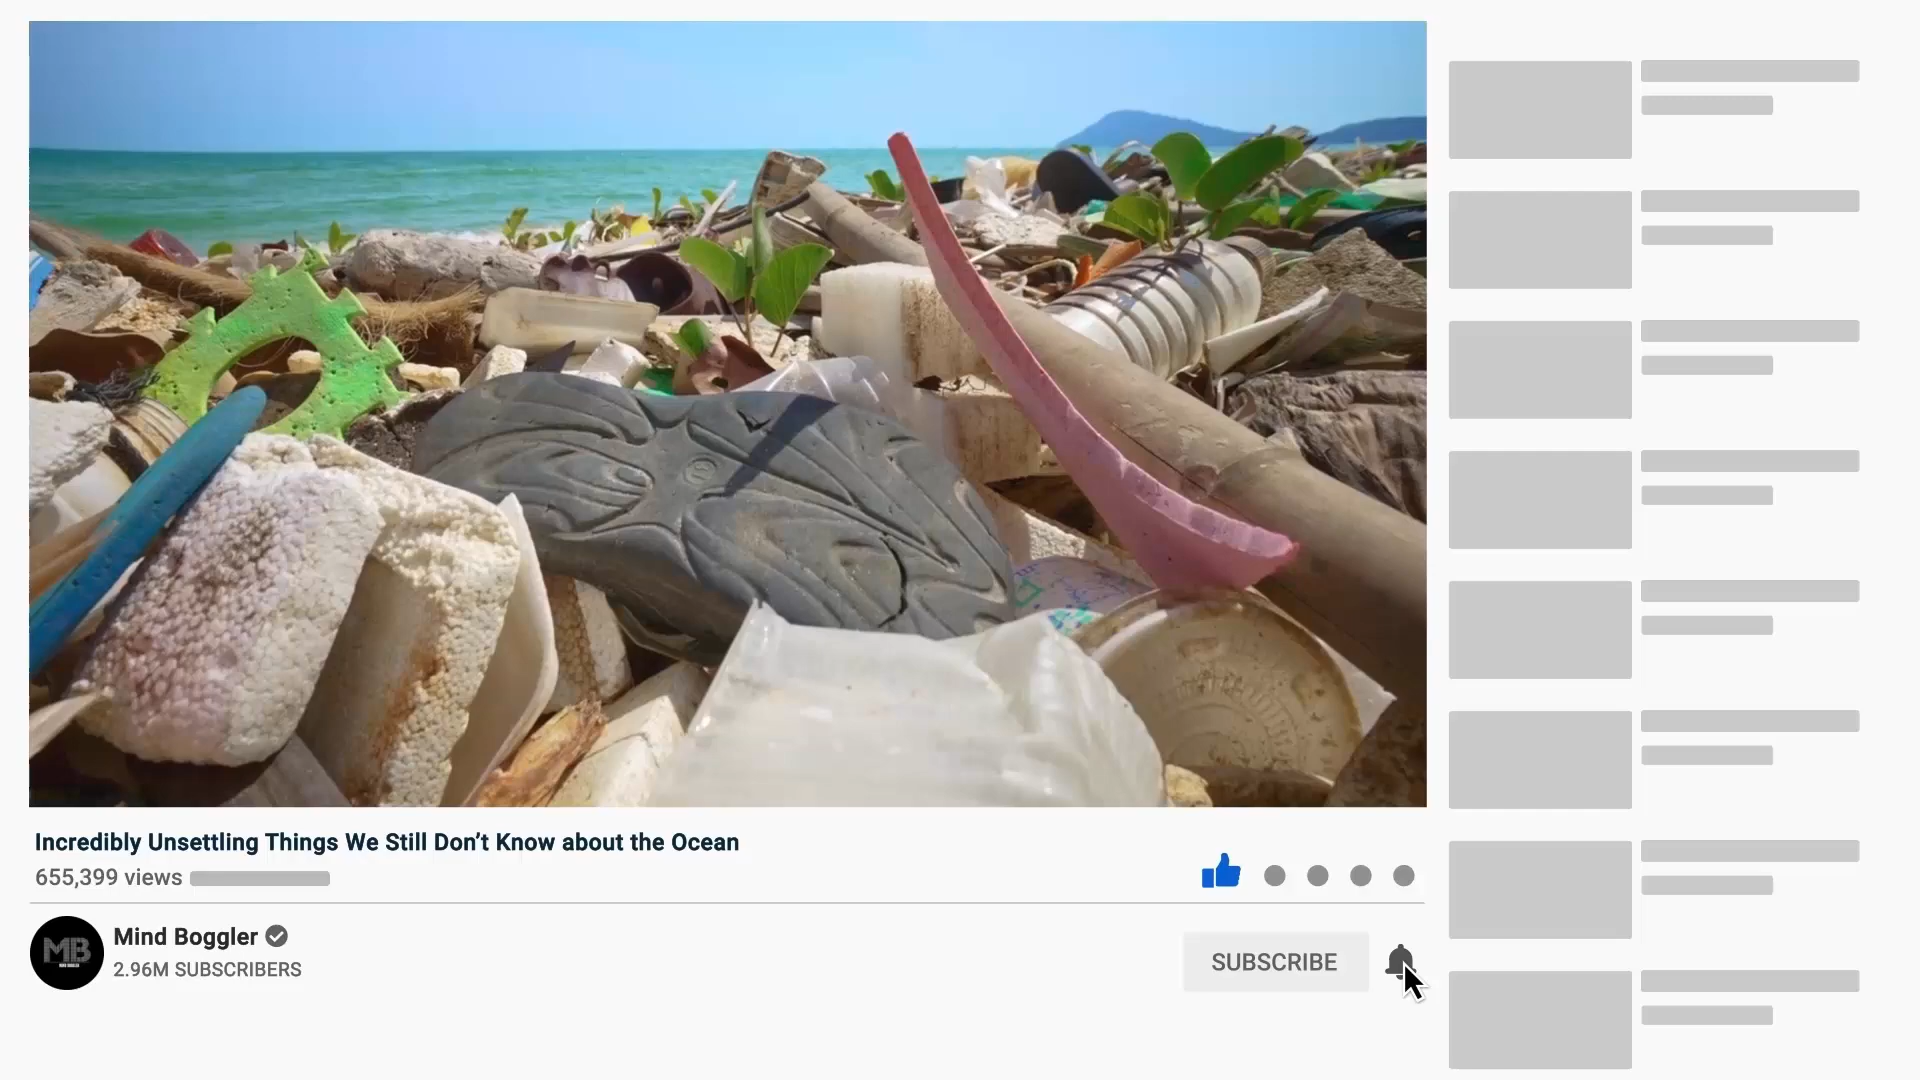 Incredibly Unsettling Things We Still Don’t Know about the Ocean
655,399 views
MB
Mind Boggler
2.96M SUBSCRIBERS
SUBSCRIBE